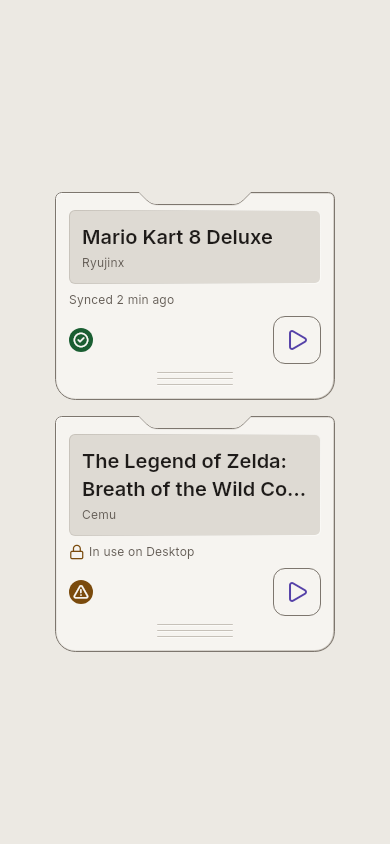 Mario Kart 8 Deluxe
Ryujinx
Synced 2 min ago
The Legend of Zelda:
Breath of the Wild Co...
Cemu
In use on Desktop